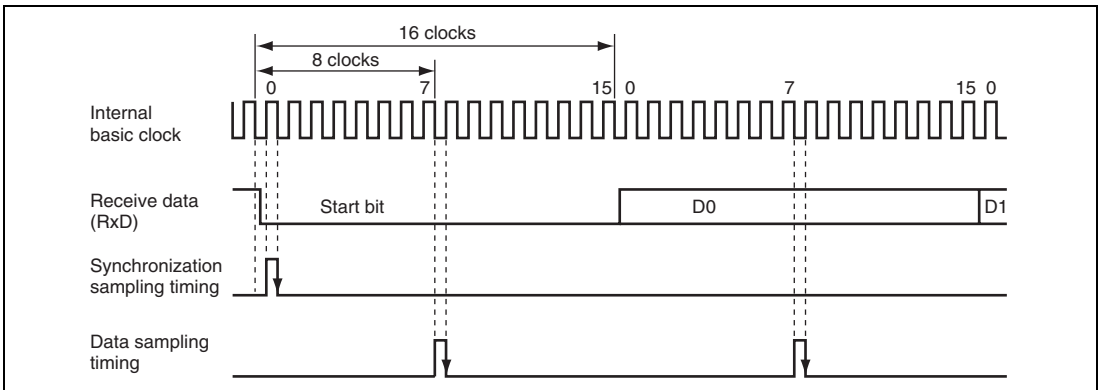 16 clocks
8 clocks
0 7 15 0 7 15 0
Internal
basic clock
Receive data
(RxD)
Start bit D0 D1
Synchronization
sampling timing
Data sampling
timing